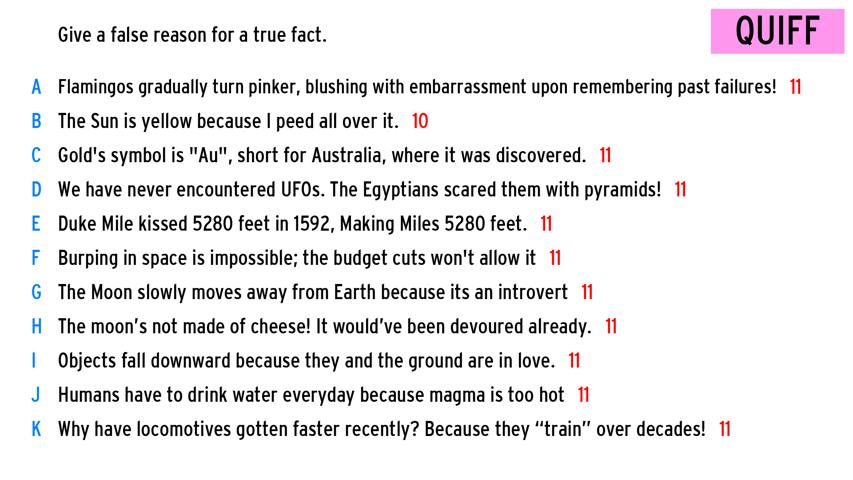 Give a false reason for a true fact.
QUIFF
A Flamingos gradually turn pinker, blushing with embarrassment upon remembering past failures! 11
B The Sun is yellow because I peed all over it. 10
C Gold's symbol is "Au", short for Australia, where it was discovered. 11
D We have never encountered UFOs. The Egyptians scared them with pyramids! 11
E Duke Mile kissed 5280 feet in 1592, Making Miles 5280 feet. 11
F Burping in space is impossible; the budget cuts won't allow it 11
G The Moon slowly moves away from Earth because its an introvert 11
H The moon’s not made of cheese! It would’ve been devoured already. 11
I Objects fall downward because they and the ground are in love. 11
J Humans have to drink water everyday because magma is too hot 11
K Why have locomotives gotten faster recently? Because they “train” over decades! 11